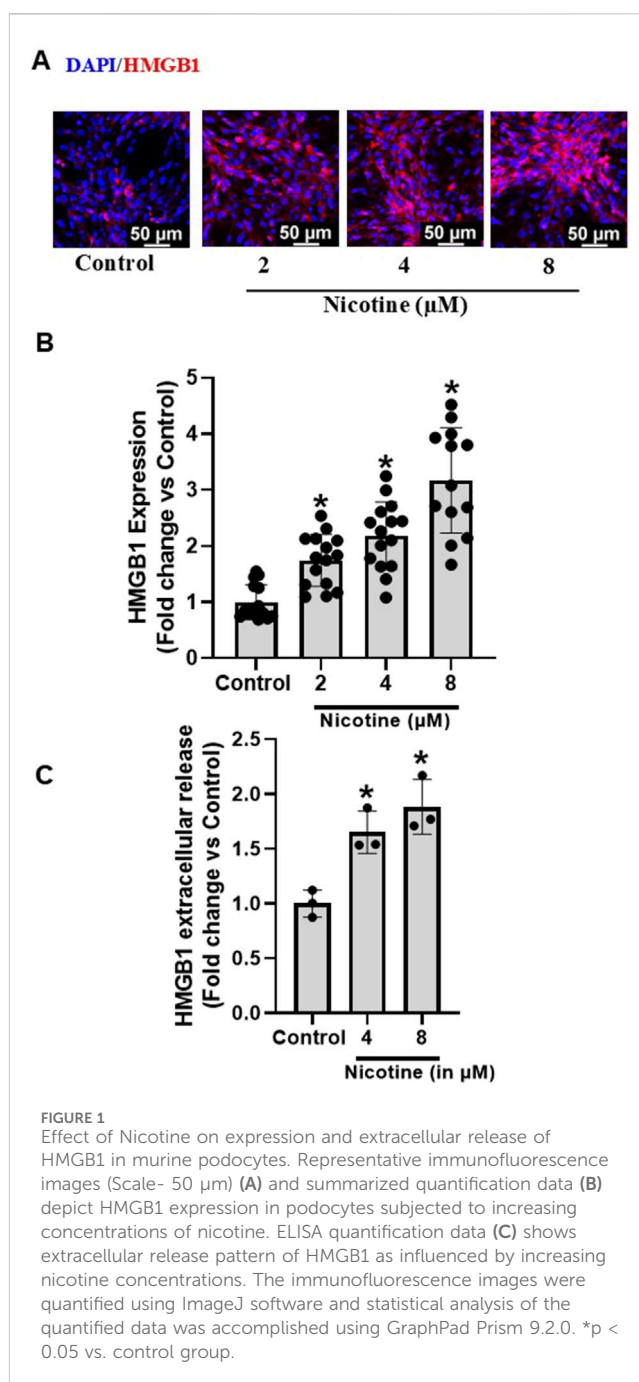 A DAPI/HMGB1
50 µm 50 µm 50 µm 50 µm
Control 2 4 8
Nicotine (µM)
B
HMGB1 Expression
(Fold change vs Control)
5
4
3
2
1
0
* * *
Control 2 4 8
Nicotine (µM)
C
HMGB1 extracellular release
(Fold change vs Control)
2.5
2.0
1.5
1.0
0.5
0.0
* *
Control 4 8
Nicotine (in µM)
FIGURE 1
Effect of Nicotine on expression and extracellular release of
HMGB1 in murine podocytes. Representative immunofluorescence
images (Scale- 50 µm) (A) and summarized quantification data (B)
depict HMGB1 expression in podocytes subjected to increasing
concentrations of nicotine. ELISA quantification data (C) shows
extracellular release pattern of HMGB1 as influenced by increasing
nicotine concentrations. The immunofluorescence images were
quantified using ImageJ software and statistical analysis of the
quantified data was accomplished using GraphPad Prism 9.2.0. *p <
0.05 vs. control group.